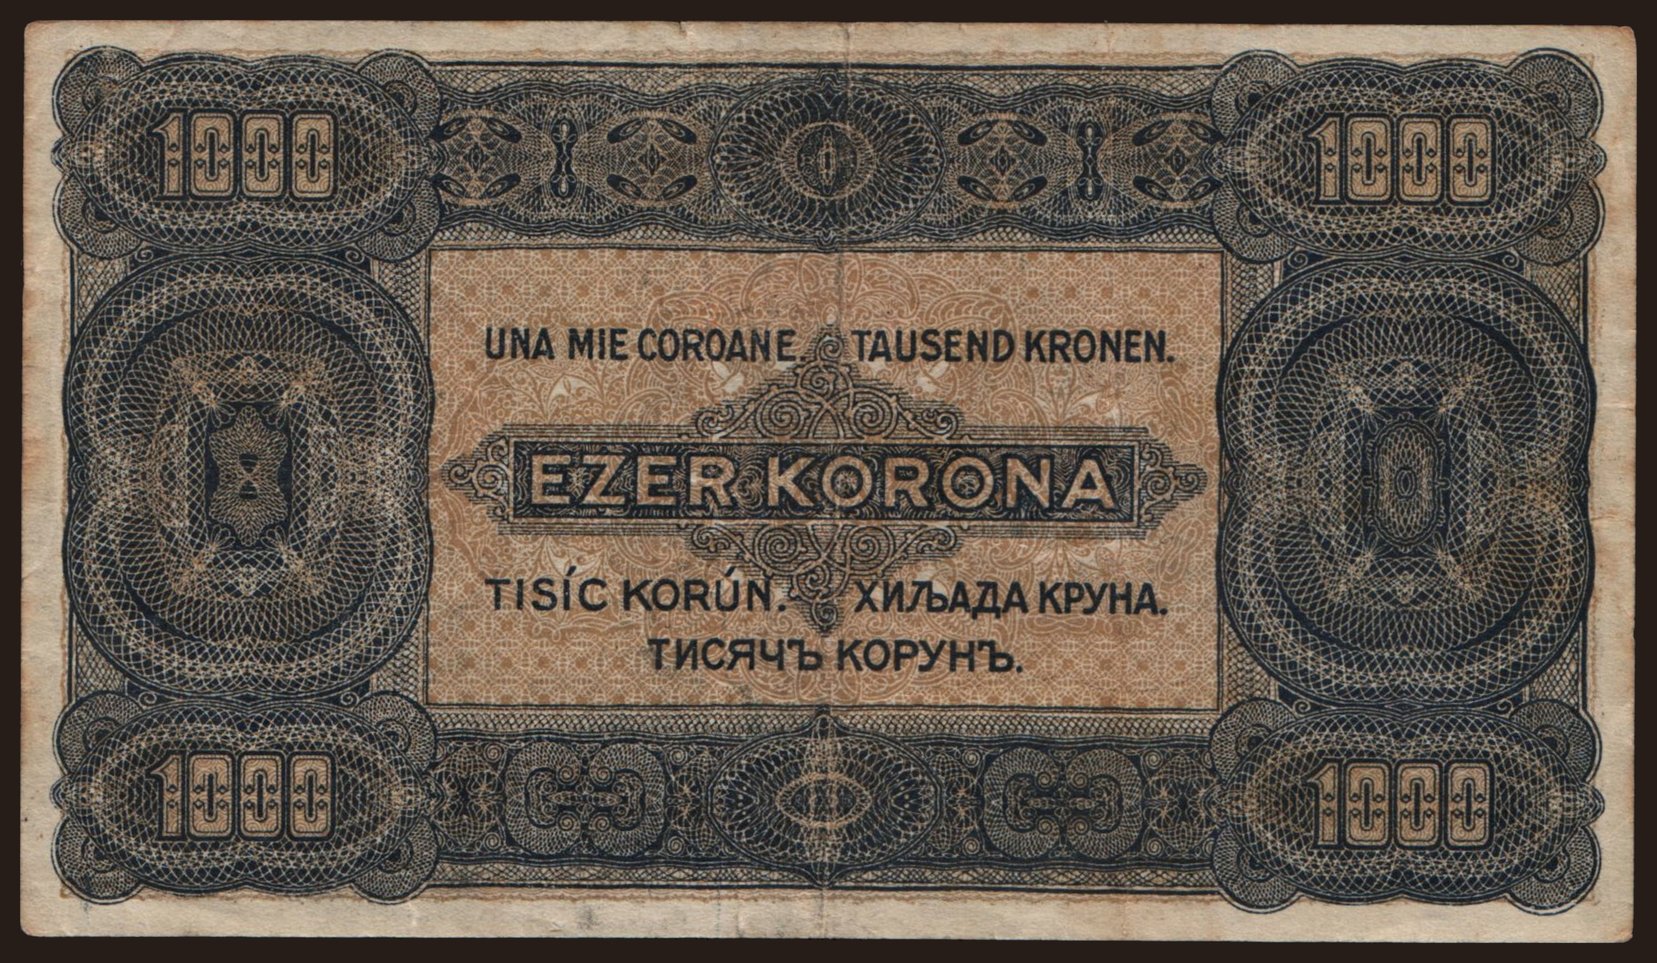 1000 1000
UNA MIE COROANE. TAUSEND KRONEN.
EZER KORONA
TISÍC KORÚN. ХИЉАДА КРУНА.
ТИСЯЧЪ КОРУНЪ.
1000 1000